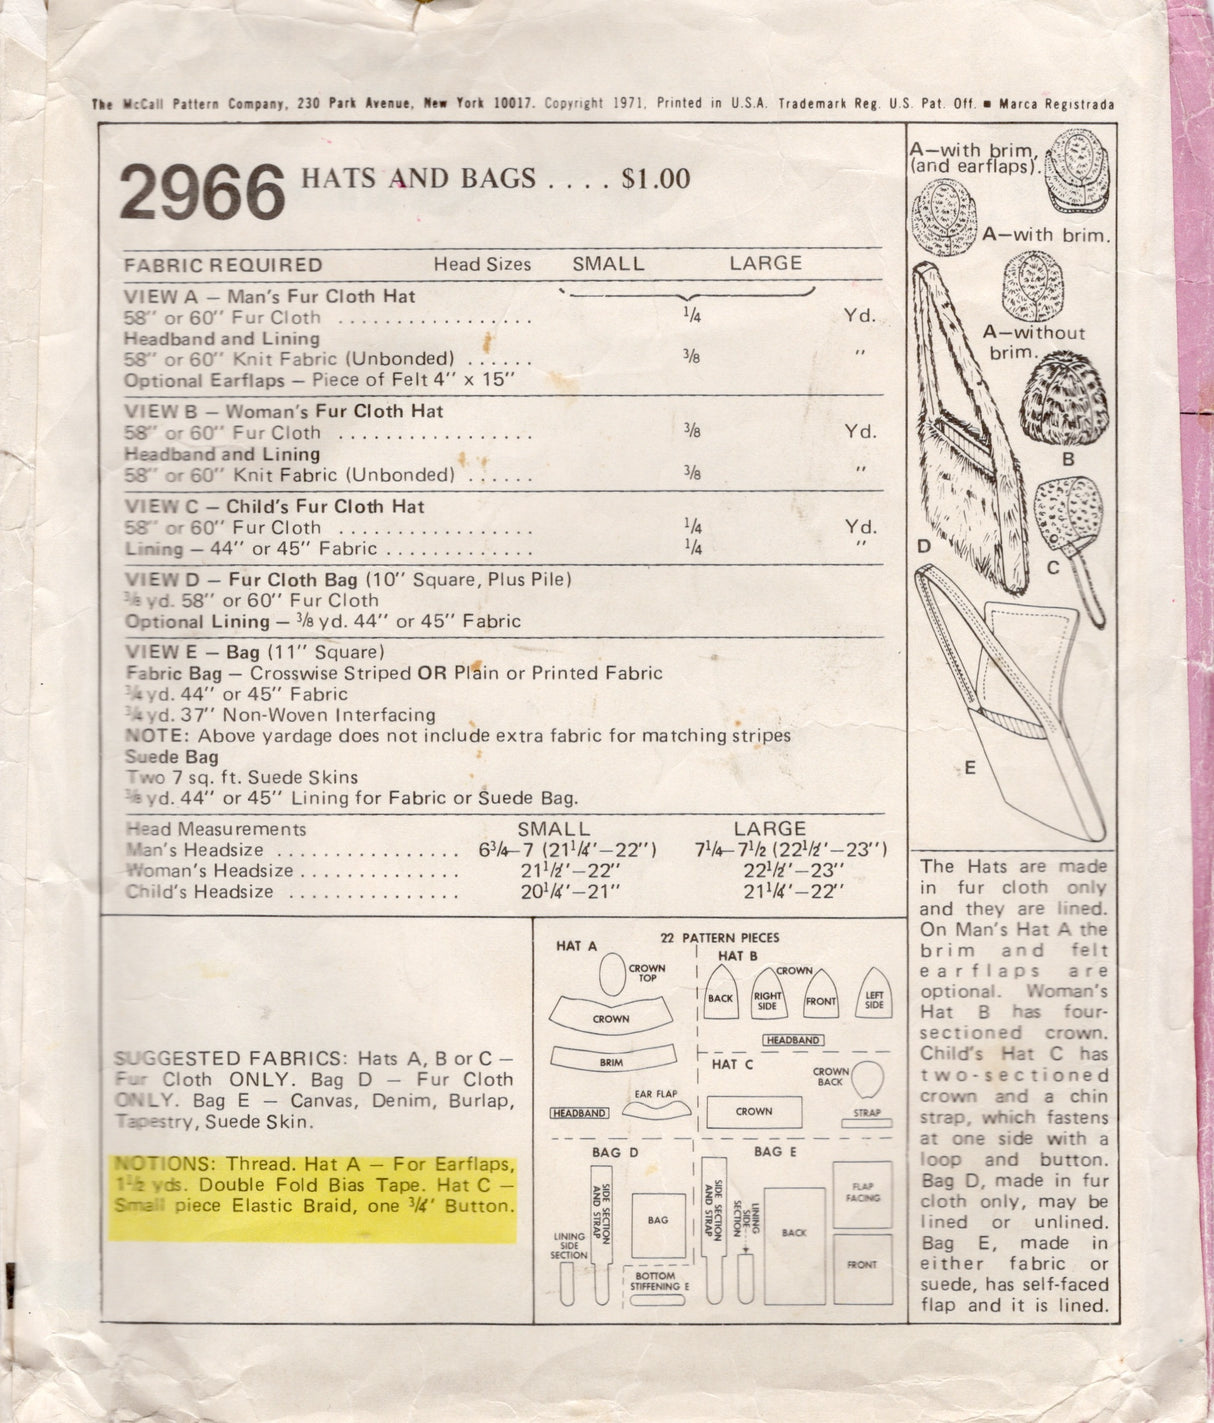 The McCall Pattern Company, 230 Park Avenue, New York 10017. Copyright 1971, Printed in U.S.A. Trademark Reg. U.S. Pat. Off. ■ Marca Registrada
2966 HATS AND BAGS . . . . $1.00
FABRIC REQUIRED Head Sizes SMALL LARGE
VIEW A — Man's Fur Cloth Hat
58" or 60" Fur Cloth . . . . . . . . . . . . . . . . . 1/4 Yd.
Headband and Lining
58" or 60" Knit Fabric (Unbonded) . . . . . . 3/8 "
Optional Earflaps — Piece of Felt 4" x 15"
VIEW B — Woman's Fur Cloth Hat
58" or 60" Fur Cloth . . . . . . . . . . . . . . . . . 3/8 Yd.
Headband and Lining
58" or 60" Knit Fabric (Unbonded) . . . . . . 3/8 "
VIEW C — Child's Fur Cloth Hat
58" or 60" Fur Cloth . . . . . . . . . . . . . . . . . 1/4 Yd.
Lining — 44" or 45" Fabric . . . . . . . . . . . . . 1/4 "
VIEW D — Fur Cloth Bag (10" Square, Plus Pile)
3/8 yd. 58" or 60" Fur Cloth
Optional Lining — 3/8 yd. 44" or 45" Fabric
VIEW E — Bag (11" Square)
Fabric Bag — Crosswise Striped OR Plain or Printed Fabric
3/4 yd. 44" or 45" Fabric
3/4 yd. 37" Non-Woven Interfacing
NOTE: Above yardage does not include extra fabric for matching stripes
Suede Bag
Two 7 sq. ft. Suede Skins
3/8 yd. 44" or 45" Lining for Fabric or Suede Bag.
Head Measurements SMALL LARGE
Man's Headsize . . . . . . . . . . . . . . . . 6 3/4–7 (21 1/4"–22") 7 1/4–7 1/2 (22 1/2"–23")
Woman's Headsize . . . . . . . . . . . . . . 21 1/2"–22" 22 1/2"–23"
Child's Headsize . . . . . . . . . . . . . . . 20 1/4"–21" 21 1/4"–22"
A—with brim,
(and earflaps).
A—with brim.
A—without
brim.
B
D
C
E
The Hats are made
in fur cloth only
and they are lined.
On Man's Hat A the
brim and felt
earflaps are
optional. Woman's
Hat B has four-
sectioned crown.
Child's Hat C has
two-sectioned
crown and a chin
strap, which fastens
at one side with a
loop and button.
Bag D, made in fur
cloth only, may be
lined or unlined.
Bag E, made in
either fabric or
suede, has self-faced
flap and it is lined.
SUGGESTED FABRICS: Hats A, B or C —
Fur Cloth ONLY. Bag D — Fur Cloth
ONLY. Bag E — Canvas, Denim, Burlap,
Tapestry, Suede Skin.
NOTIONS: Thread. Hat A — For Earflaps,
1 1/2 yds. Double Fold Bias Tape. Hat C —
Small piece Elastic Braid, one 3/4" Button.
22 PATTERN PIECES
HAT A
CROWN
TOP
CROWN
BRIM
EAR FLAP
HEADBAND
HAT B
CROWN
BACK
RIGHT
SIDE
FRONT
LEFT
SIDE
HEADBAND
HAT C
CROWN
BACK
CROWN
STRAP
BAG D
SIDE SECTION
AND STRAP
BAG
LINING
SIDE
SECTION
BOTTOM
STIFFENING E
BAG E
SIDE SECTION
AND STRAP
LINING
SIDE
SECTION
BACK
FLAP
FACING
FRONT